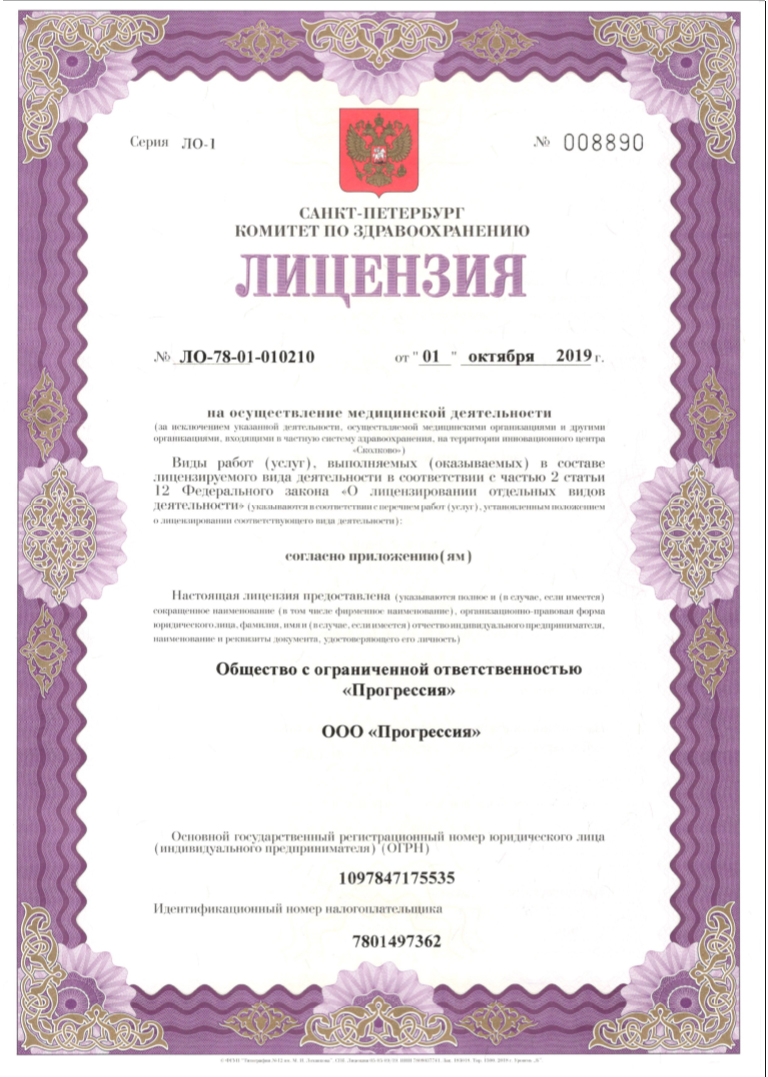 Серия ЛО-1
№ 008890
САНКТ-ПЕТЕРБУРГ
КОМИТЕТ ПО ЗДРАВООХРАНЕНИЮ
ЛИЦЕНЗИЯ
№ ЛО-78-01-010210 от " 01 " октября 2019 г.
на осуществление медицинской деятельности
(за исключением указанной деятельности, осуществляемой медицинскими организациями и другими
организациями, входящими в частную систему здравоохранения, на территории инновационного центра
«Сколково»)
Виды работ (услуг), выполняемых (оказываемых) в составе
лицензируемого вида деятельности в соответствии с частью 2 статьи
12 Федерального закона «О лицензировании отдельных видов
деятельности» (указываются в соответствии с перечнем работ (услуг), установленным положением
о лицензировании соответствующего вида деятельности):
согласно приложению(ям)
Настоящая лицензия предоставлена (указываются полное и (в случае, если имеется)
сокращенное наименование (в том числе фирменное наименование), организационно-правовая форма
юридического лица, фамилия, имя и (в случае, если имеется) отчество индивидуального предпринимателя,
наименование и реквизиты документа, удостоверяющего его личность)
Общество с ограниченной ответственностью
«Прогрессия»
ООО «Прогрессия»
Основной государственный регистрационный номер юридического лица
(индивидуального предпринимателя) (ОГРН)
1097847175535
Идентификационный номер налогоплательщика
7801497362